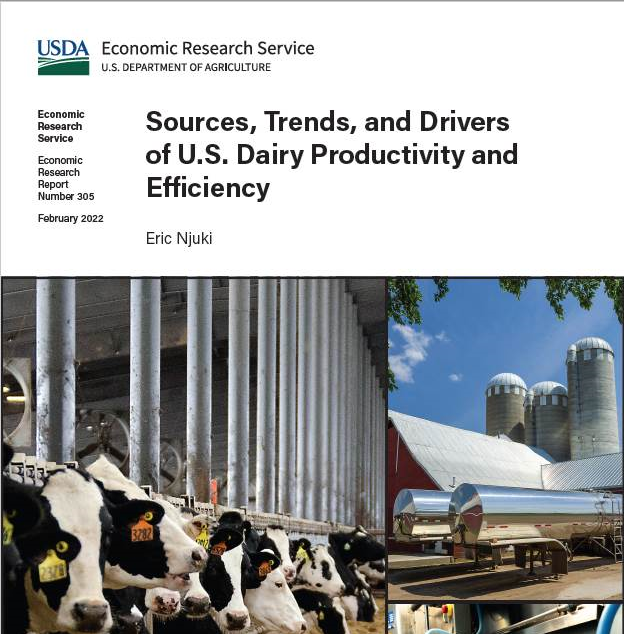 USDA Economic Research Service
U.S. DEPARTMENT OF AGRICULTURE
Economic
Research
Service
Economic
Research
Report
Number 305
February 2022
Sources, Trends, and Drivers
of U.S. Dairy Productivity and
Efficiency
Eric Njuki
3282